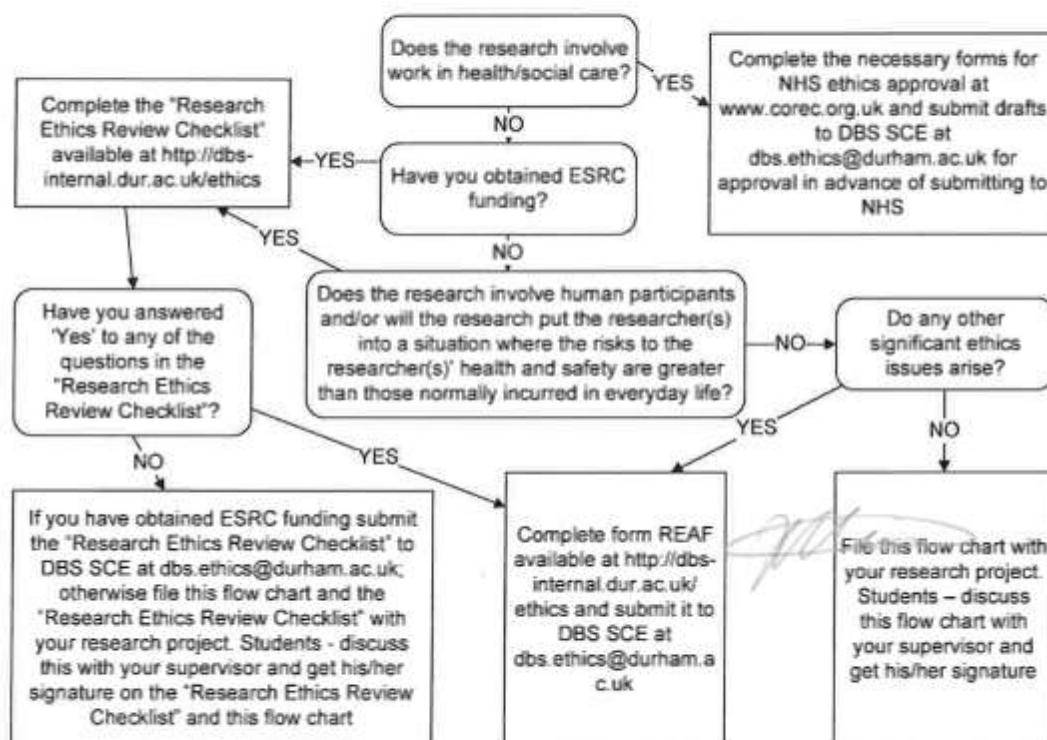 Does the research involve
work in health/social care?
YES
Complete the necessary forms for
NHS ethics approval at
www.corec.org.uk and submit drafts
to DBS SCE at
dbs.ethics@durham.ac.uk for
approval in advance of submitting to
NHS
NO
Complete the "Research
Ethics Review Checklist"
available at http://dbs-
internal.dur.ac.uk/ethics
YES
Have you obtained ESRC
funding?
YES
NO
Have you answered
'Yes' to any of the
questions in the
"Research Ethics
Review Checklist"?
Does the research involve human participants
and/or will the research put the researcher(s)
into a situation where the risks to the
researcher(s)' health and safety are greater
than those normally incurred in everyday life?
NO
Do any other
significant ethics
issues arise?
NO
YES
YES
NO
If you have obtained ESRC funding submit
the "Research Ethics Review Checklist" to
DBS SCE at dbs.ethics@durham.ac.uk;
otherwise file this flow chart and the
"Research Ethics Review Checklist" with
your research project. Students - discuss
this with your supervisor and get his/her
signature on the "Research Ethics Review
Checklist" and this flow chart
Complete form REAF
available at http://dbs-
internal.dur.ac.uk/
ethics and submit it to
DBS SCE at
dbs.ethics@durham.a
c.uk
File this flow chart with
your research project.
Students – discuss
this flow chart with
your supervisor and
get his/her signature